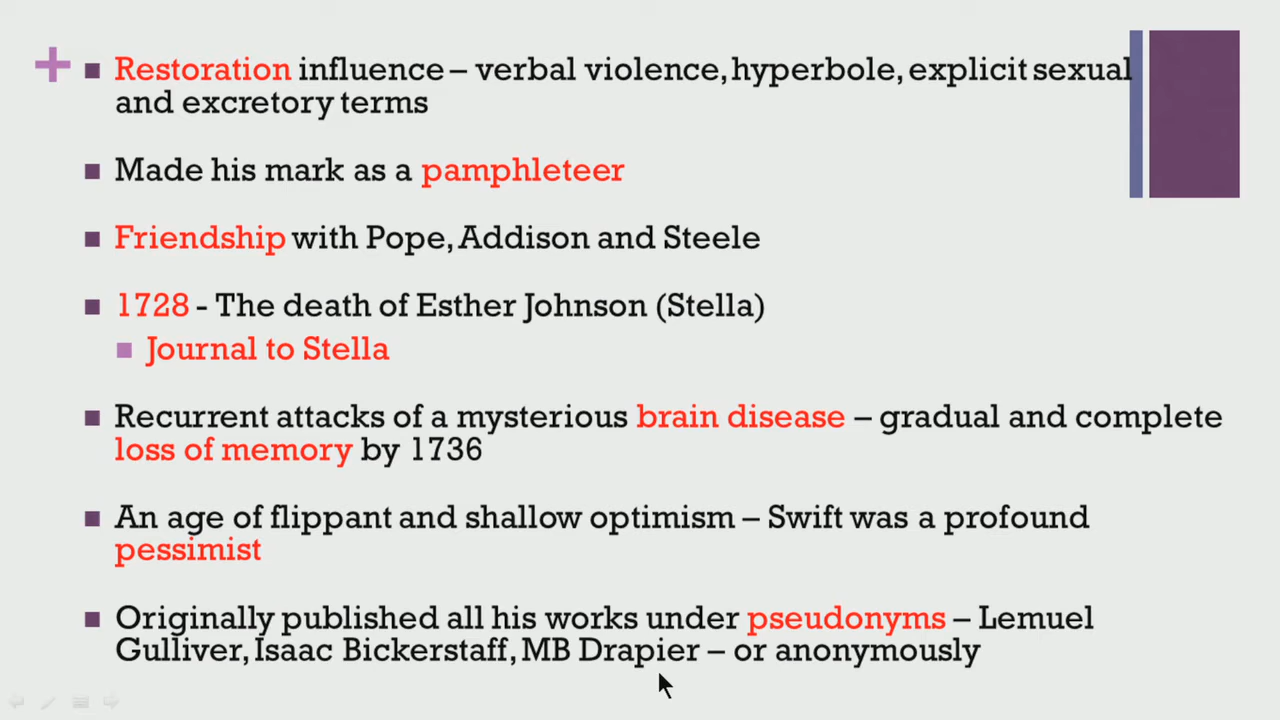 Restoration influence – verbal violence, hyperbole, explicit sexual
and excretory terms
Made his mark as a pamphleteer
Friendship with Pope, Addison and Steele
1728 - The death of Esther Johnson (Stella)
Journal to Stella
Recurrent attacks of a mysterious brain disease – gradual and complete
loss of memory by 1736
An age of flippant and shallow optimism – Swift was a profound
pessimist
Originally published all his works under pseudonyms – Lemuel
Gulliver, Isaac Bickerstaff, MB Drapier – or anonymously